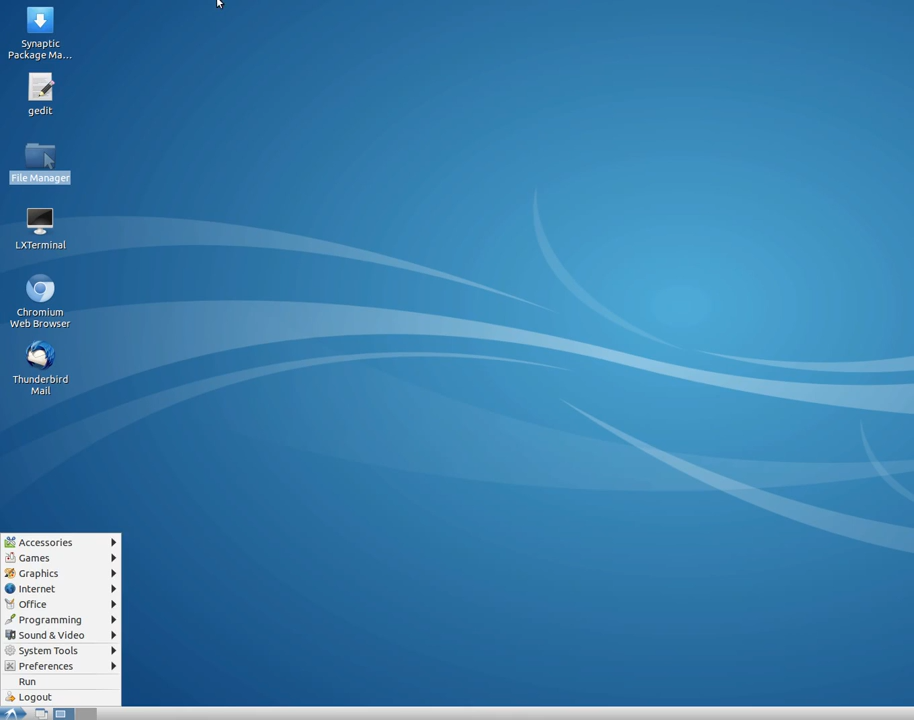 Synaptic
Package Ma...
gedit
File Manager
LXTerminal
Chromium
Web Browser
Thunderbird
Mail
Accessories
Games
Graphics
Internet
Office
Programming
Sound & Video
System Tools
Preferences
Run
Logout